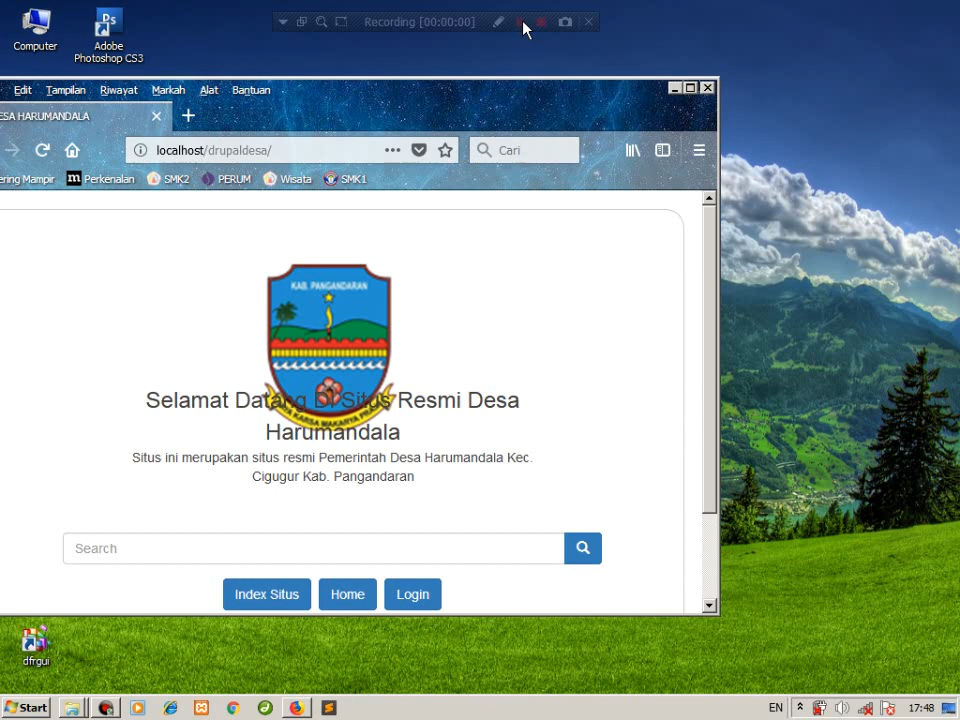 Computer
Adobe
Photoshop CS3
Recording [00:00:00]
Edit Tampilan Riwayat Markah Alat Bantuan
ESA HARUMANDALA
localhost/drupaldesa/
Cari
ering Mampir Perkenalan SMK2 PERUM Wisata SMK1
KAB. PANGANDARAN
Selamat Datang Di Situs Resmi Desa
Harumandala
Situs ini merupakan situs resmi Pemerintah Desa Harumandala Kec.
Cigugur Kab. Pangandaran
Search
Index Situs Home Login
dfrgui
Start
EN
17:48